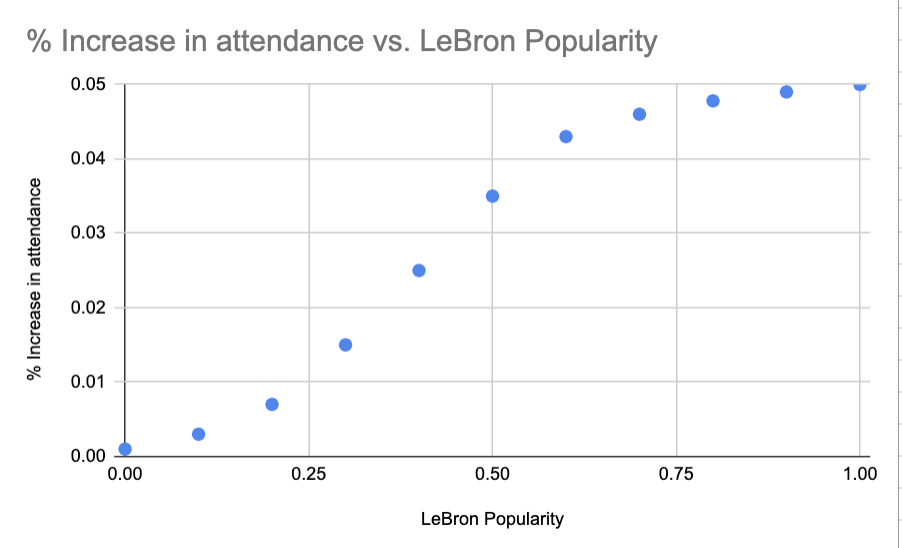 % Increase in attendance vs. LeBron Popularity
% Increase in attendance
0.05
0.04
0.03
0.02
0.01
0.00
0.00 0.25 0.50 0.75 1.00
LeBron Popularity